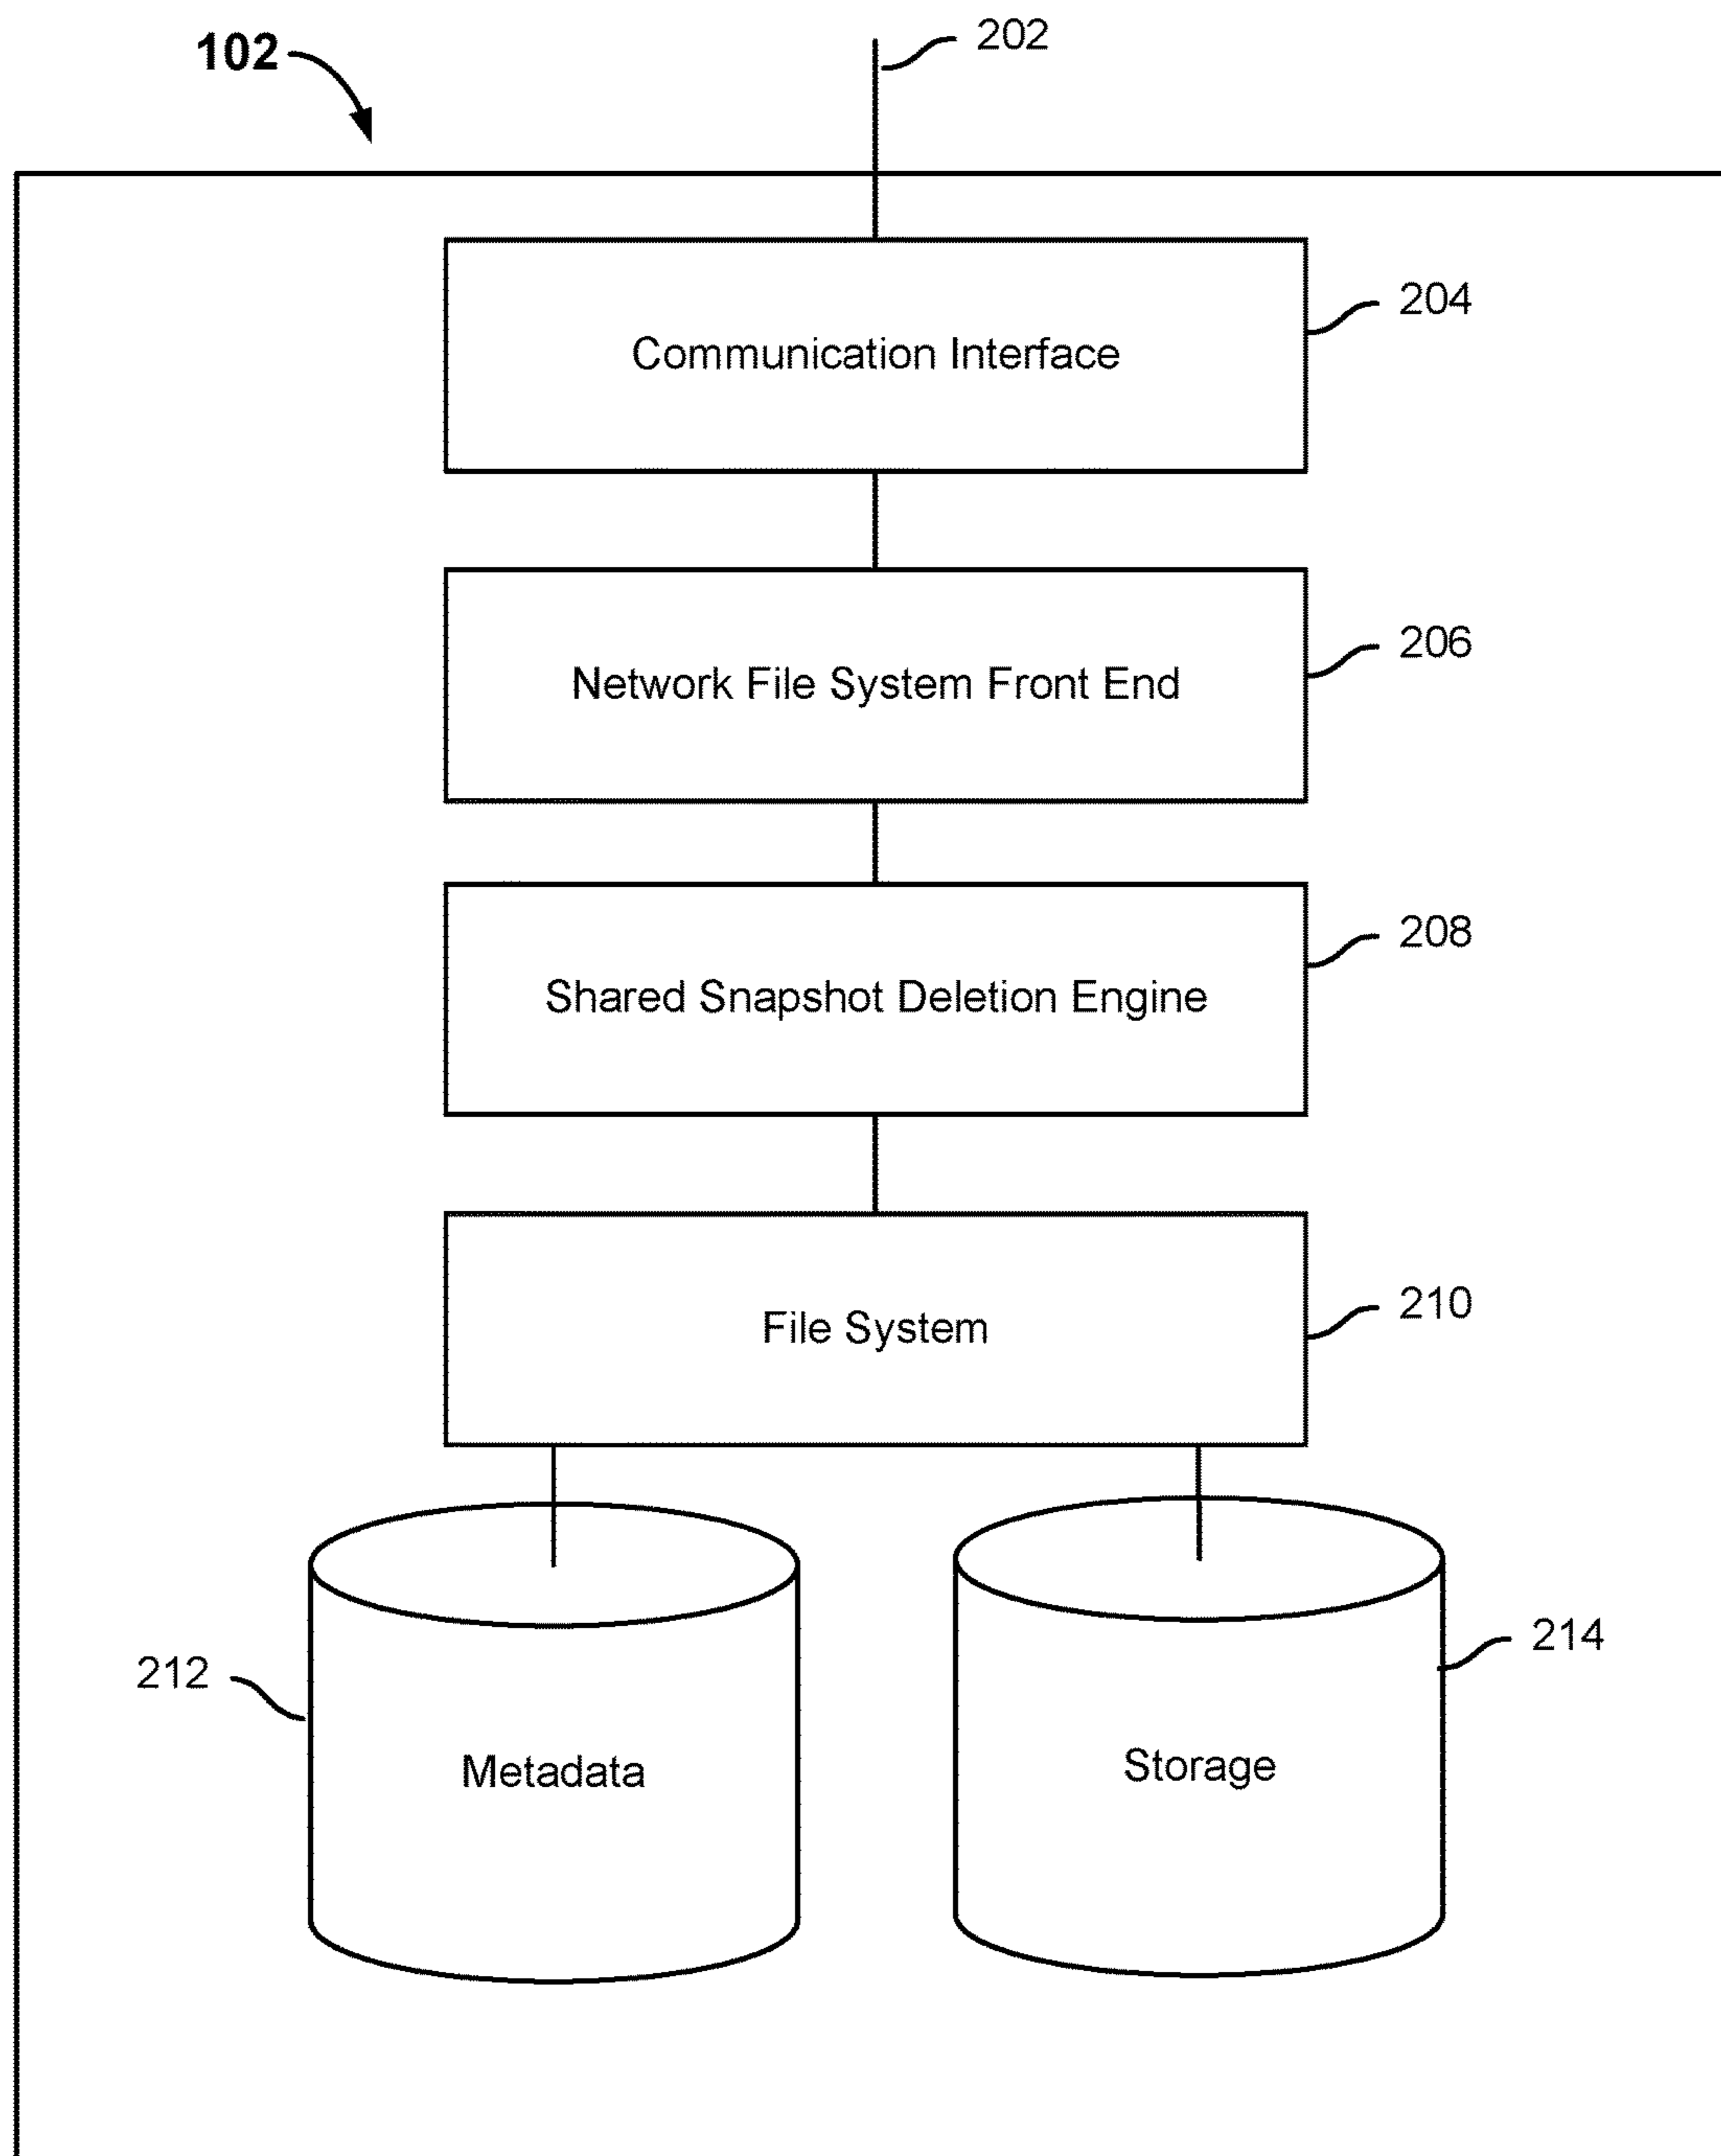 102
202
204
Communication Interface
206
Network File System Front End
208
Shared Snapshot Deletion Engine
210
File System
214
212
Metadata
Storage